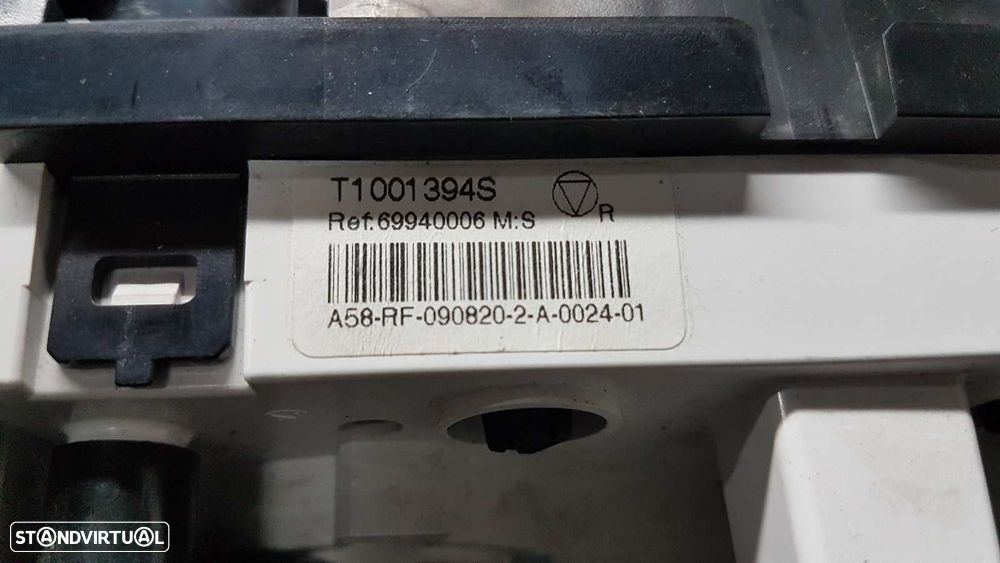 T1001394S
R
Ref:69940006 M:S
A58-RF-090820-2-A-0024-01
STANDVIRTUAL